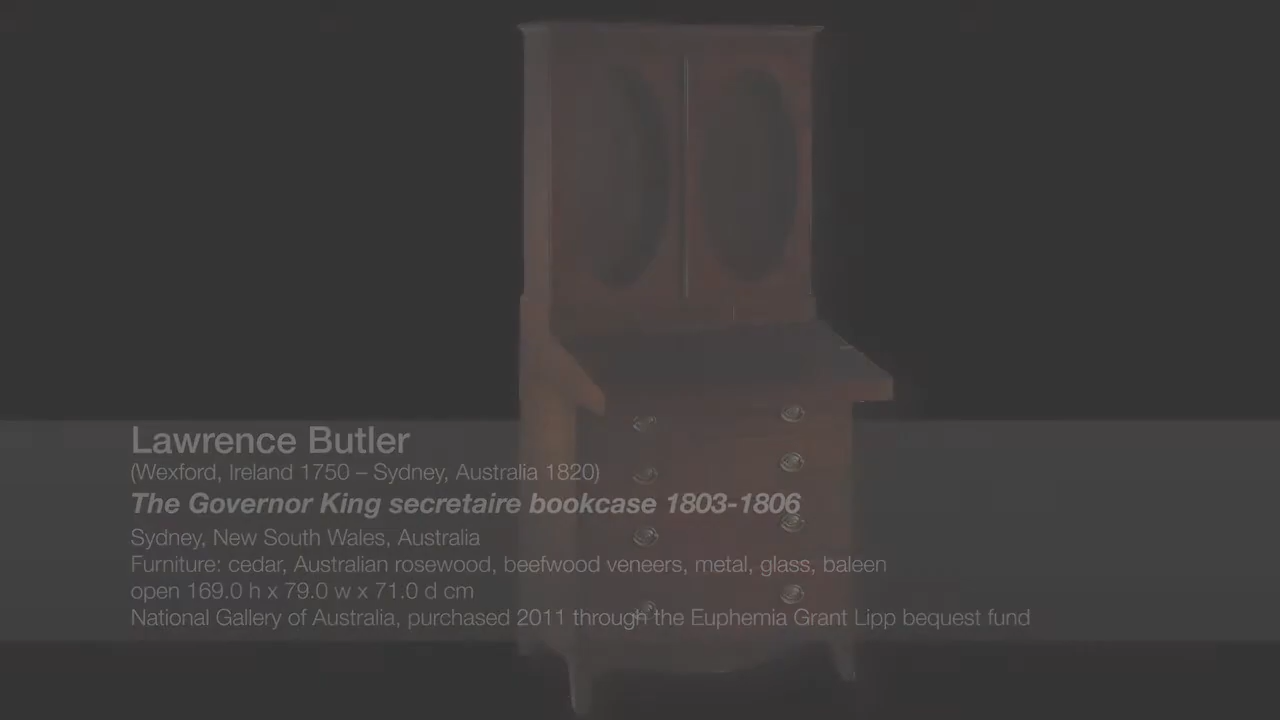 Lawrence Butler
(Wexford, Ireland 1750 – Sydney, Australia 1820)
The Governor King secretaire bookcase 1803-1806
Sydney, New South Wales, Australia
Furniture: cedar, Australian rosewood, beefwood veneers, metal, glass, baleen
open 169.0 h x 79.0 w x 71.0 d cm
National Gallery of Australia, purchased 2011 through the Euphemia Grant Lipp bequest fund